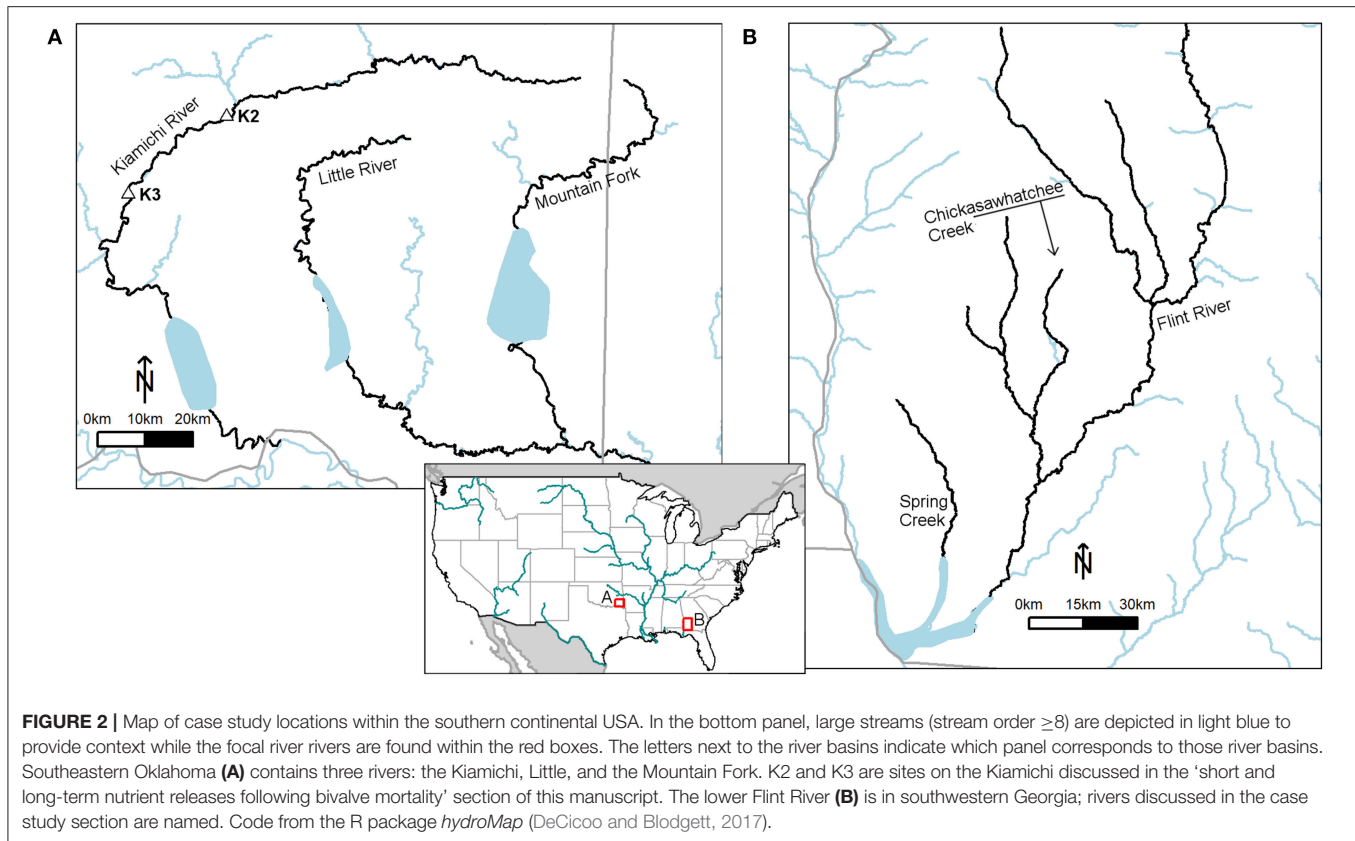 A
Kiamichi River
K2
K3
Little River
Mountain Fork
N
0km 10km 20km
B
Chickasawhatchee
Creek
Flint River
Spring
Creek
N
0km 15km 30km
A
B
FIGURE 2 | Map of case study locations within the southern continental USA. In the bottom panel, large streams (stream order ≥8) are depicted in light blue to
provide context while the focal river rivers are found within the red boxes. The letters next to the river basins indicate which panel corresponds to those river basins.
Southeastern Oklahoma (A) contains three rivers: the Kiamichi, Little, and the Mountain Fork. K2 and K3 are sites on the Kiamichi discussed in the ‘short and
long-term nutrient releases following bivalve mortality’ section of this manuscript. The lower Flint River (B) is in southwestern Georgia; rivers discussed in the case
study section are named. Code from the R package hydroMap (DeCicoo and Blodgett, 2017).